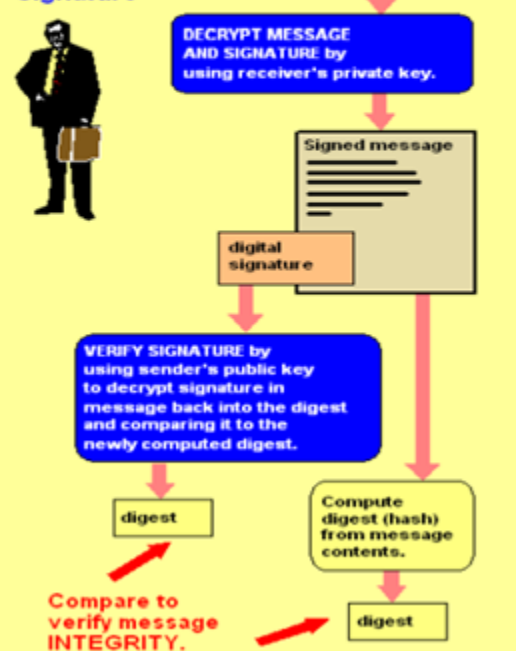 DECRYPT MESSAGE
AND SIGNATURE by
using receiver's private key.
Signed message
digital
signature
VERIFY SIGNATURE by
using sender's public key
to decrypt signature in
message back into the digest
and comparing it to the
newly computed digest.
digest
Compute
digest (hash)
from message
contents.
Compare to
verify message
INTEGRITY.
digest